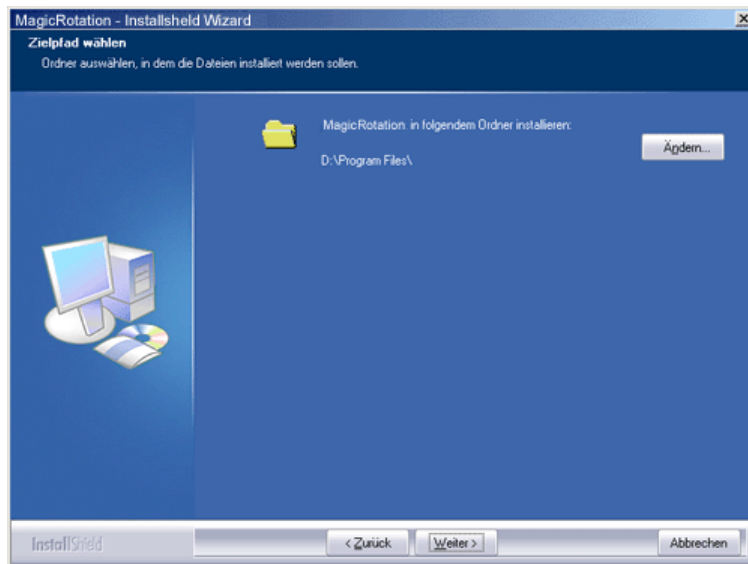 MagicRotation - Installsheld Wizard
Zielpfad wählen
Ordner auswählen, in dem die Dateien installiert werden sollen.
MagicRotation in folgendem Ordner installieren:
Ändern...
D:\Program Files\
InstallShield
< Zurück
Weiter >
Abbrechen